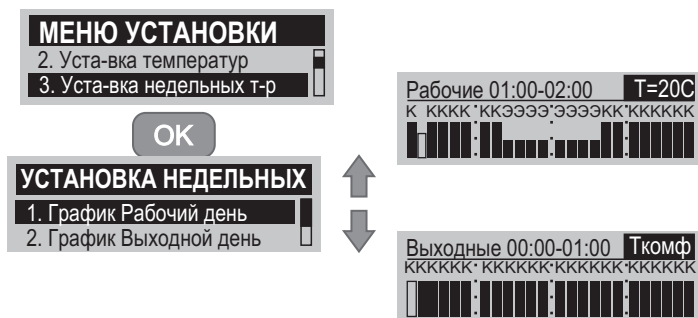 МЕНЮ УСТАНОВКИ
2. Уста-вка температур
3. Уста-вка недельных т-р
OK
УСТАНОВКА НЕДЕЛЬНЫХ
1. График Рабочий день
2. График Выходной день
Рабочие 01:00-02:00 T=20C
К КККК КKЭЭЭЭ ЭЭЭЭКК КККККК
Выходные 00:00-01:00 Ткомф
КККККК КККККК КККККК КККККК